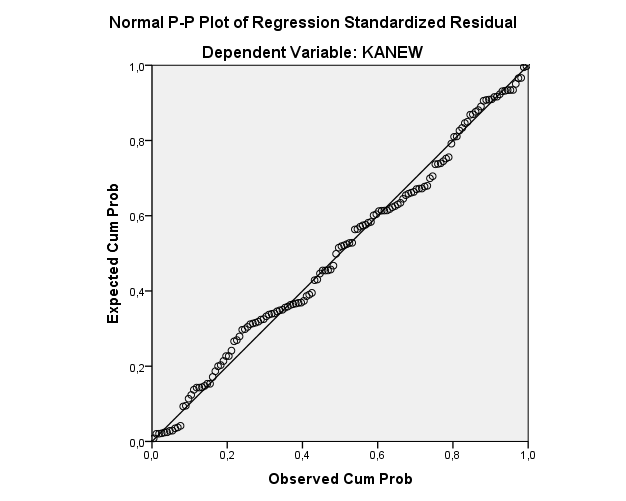 Normal P-P Plot of Regression Standardized Residual
Dependent Variable: KANEW
1,0
0,8
0,6
0,4
0,2
0,0
Expected Cum Prob
0,0 0,2 0,4 0,6 0,8 1,0
Observed Cum Prob